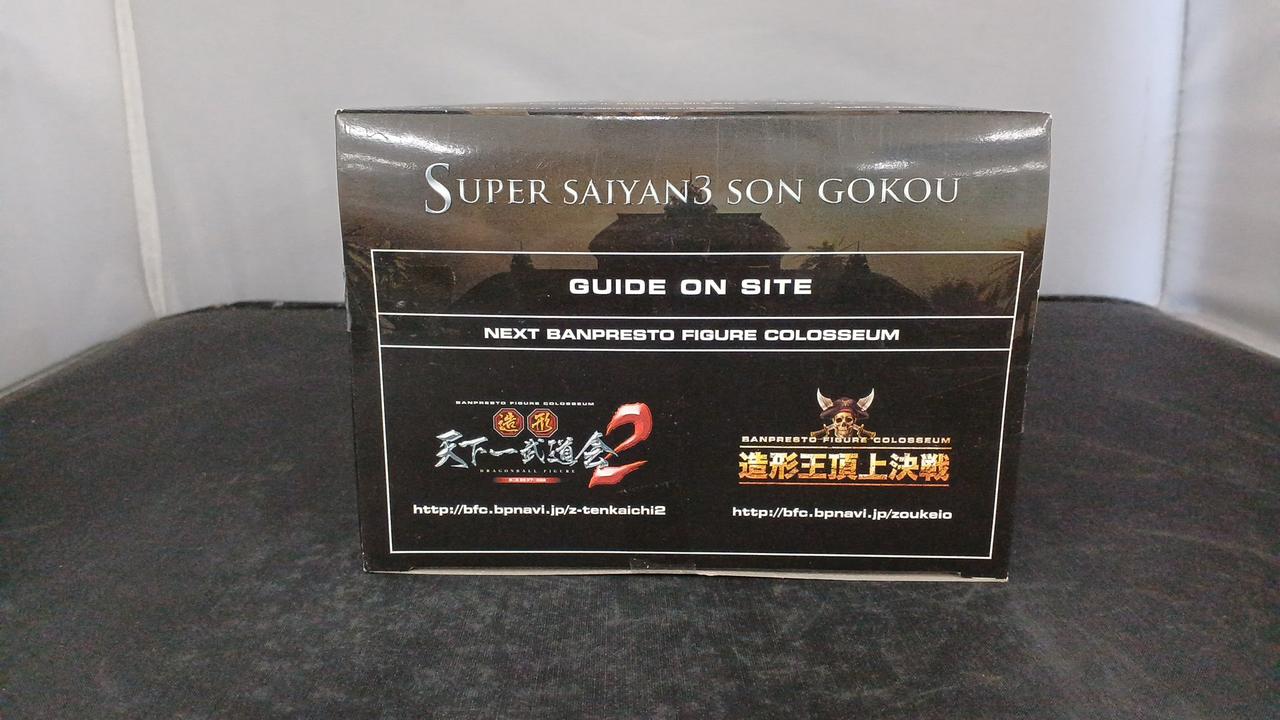 SUPER SAIYAN3 SON GOKOU
GUIDE ON SITE
NEXT BANPRESTO FIGURE COLOSSEUM
BANPRESTO FIGURE COLOSSEUM
造形
天下一武道会2
DRAGONBALL FIGURE
http://bfc.bpnavi.jp/z-tenkaichi2
BANPRESTO FIGURE COLOSSEUM
造形王頂上決戦
http://bfc.bpnavi.jp/zoukeio